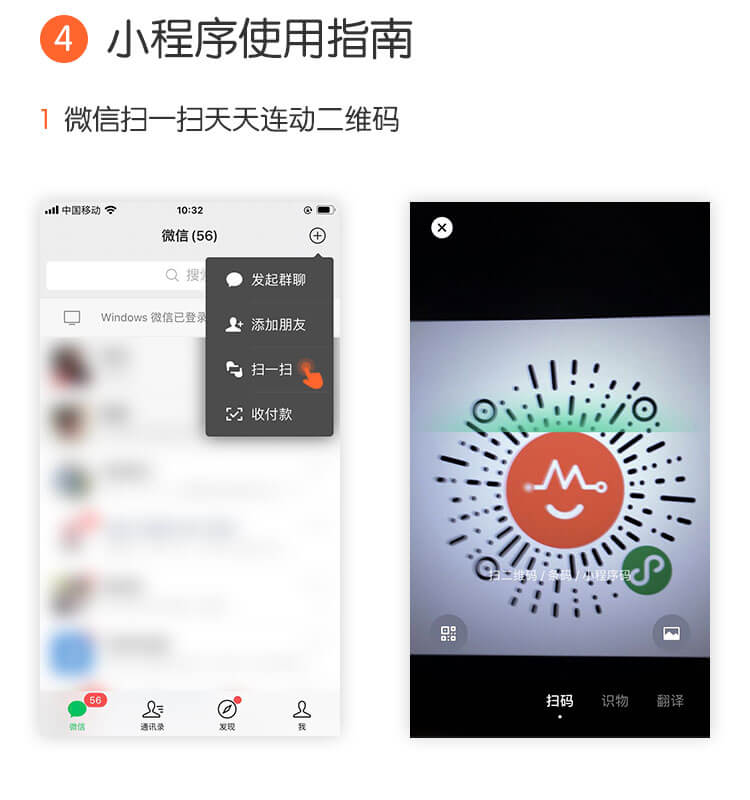 4 小程序使用指南
1 微信扫一扫天天连动二维码
中国移动 10:32
微信(56)
搜
发起群聊
Windows 微信已登录
添加朋友
扫一扫
收付款
56
微信 通讯录 发现 我
扫二维码 / 条码 / 小程序码
扫码 识物 翻译